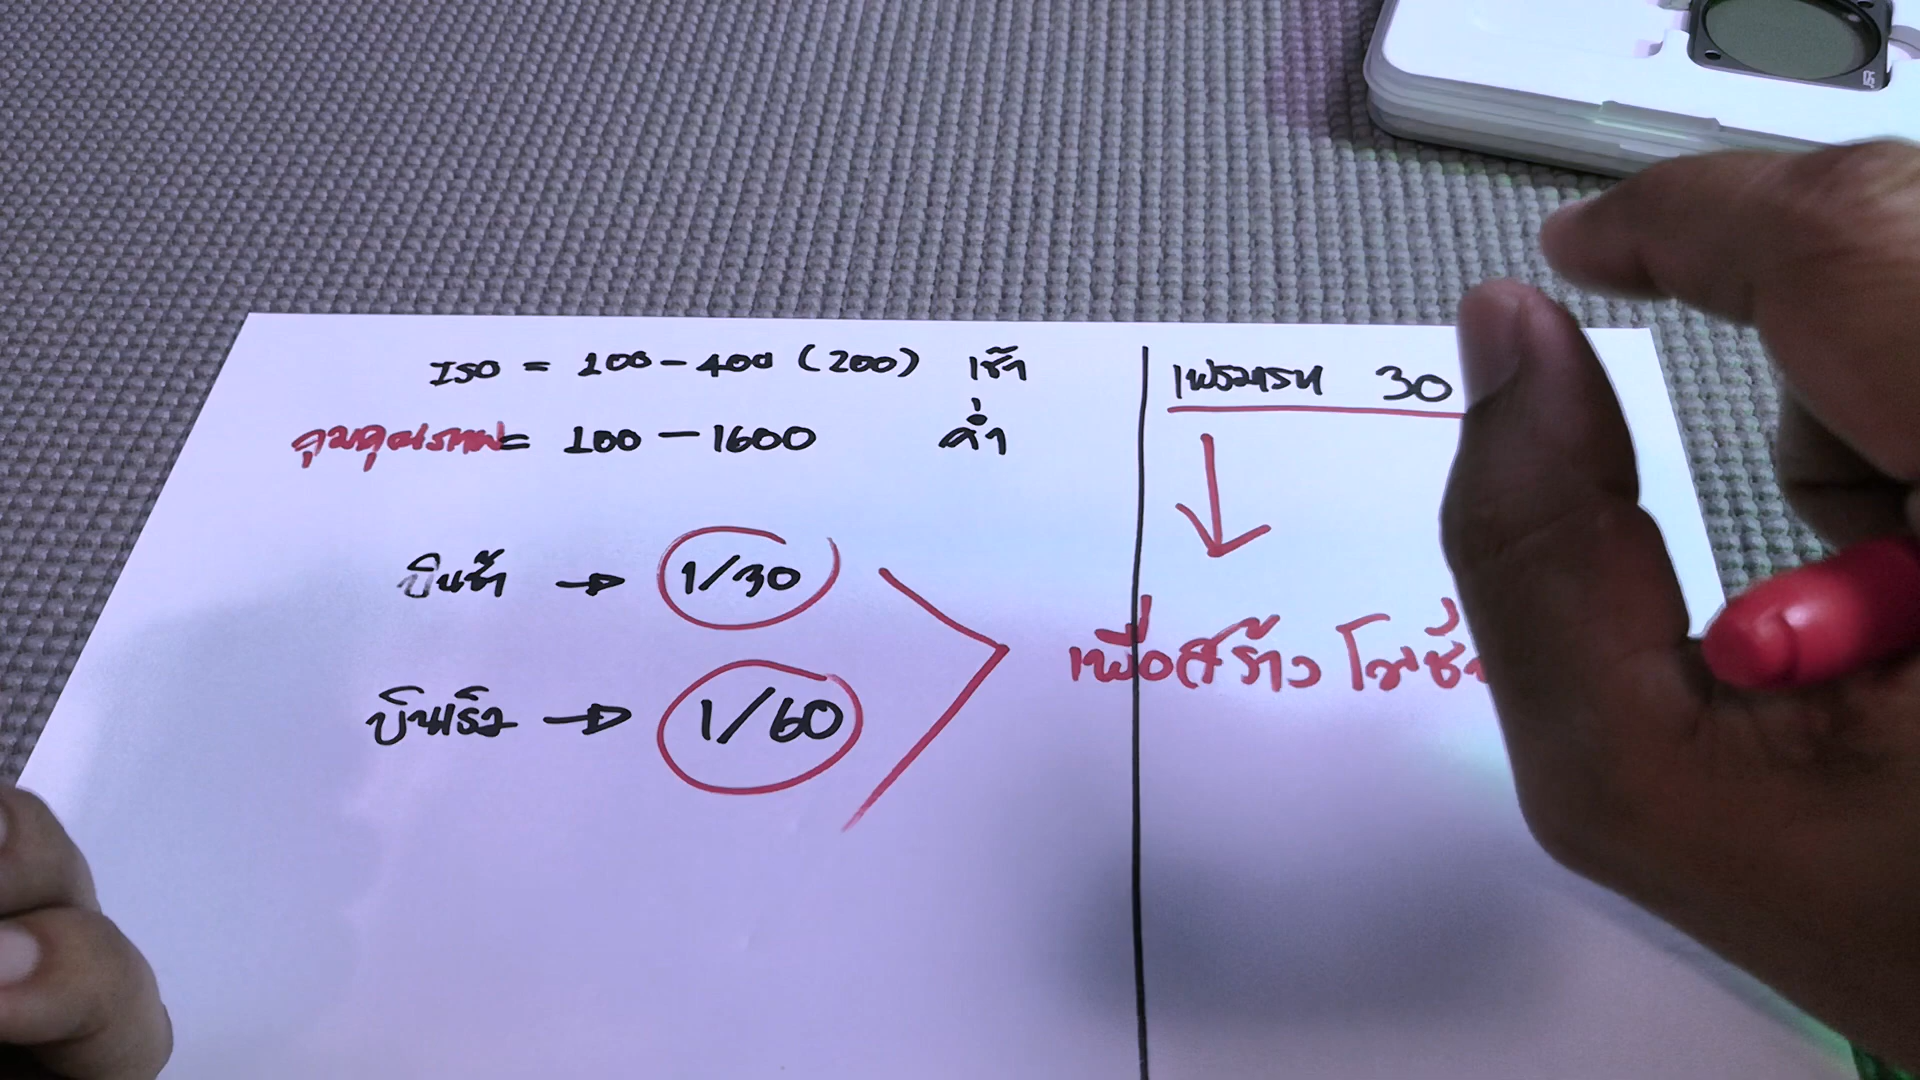 ISO = 100 - 400 (200) เช้า
คุมคุณภาพ = 100 - 1600 ค่ำ
บินช้า → 1/30
บินเร็ว → 1/60
เฟรมเรท 30
เพื่อสร้าง